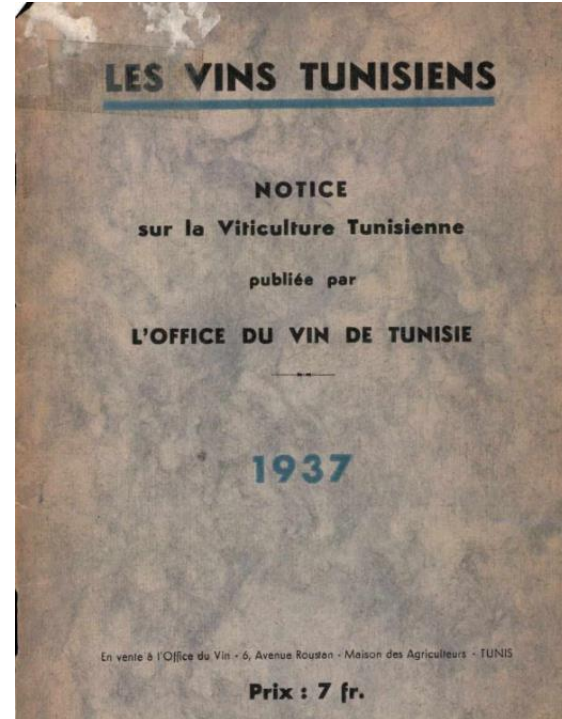 LES VINS TUNISIENS
NOTICE
sur la Viticulture Tunisienne
publiée par
L'OFFICE DU VIN DE TUNISIE
1937
En vente à l'Office du Vin - 6, Avenue Roustan - Maison des Agriculteurs - TUNIS
Prix : 7 fr.